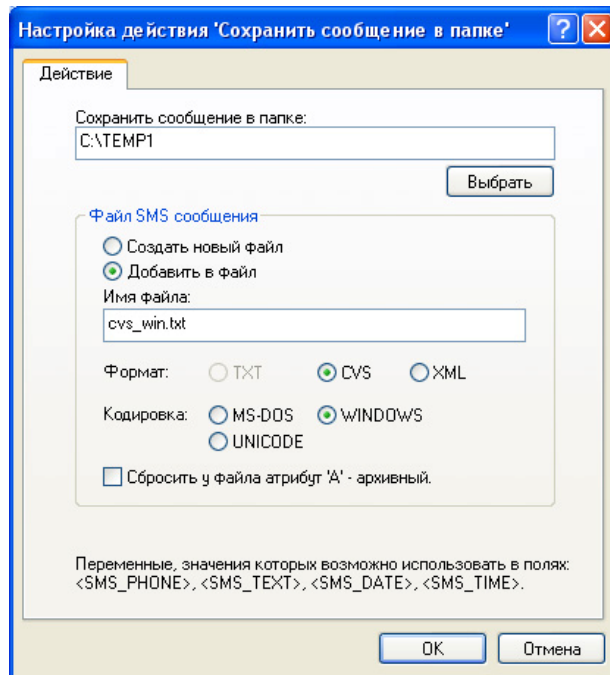 Настройка действия 'Сохранить сообщение в папке'
Действие
Сохранить сообщение в папке:
C:\TEMP1
Выбрать
Файл SMS сообщения
Создать новый файл
Добавить в файл
Имя файла:
cvs_win.txt
Формат: TXT CVS XML
Кодировка: MS-DOS WINDOWS
UNICODE
Сбросить у файла атрибут 'A' - архивный.
Переменные, значения которых возможно использовать в полях:
<SMS_PHONE>, <SMS_TEXT>, <SMS_DATE>, <SMS_TIME>.
OK Отмена